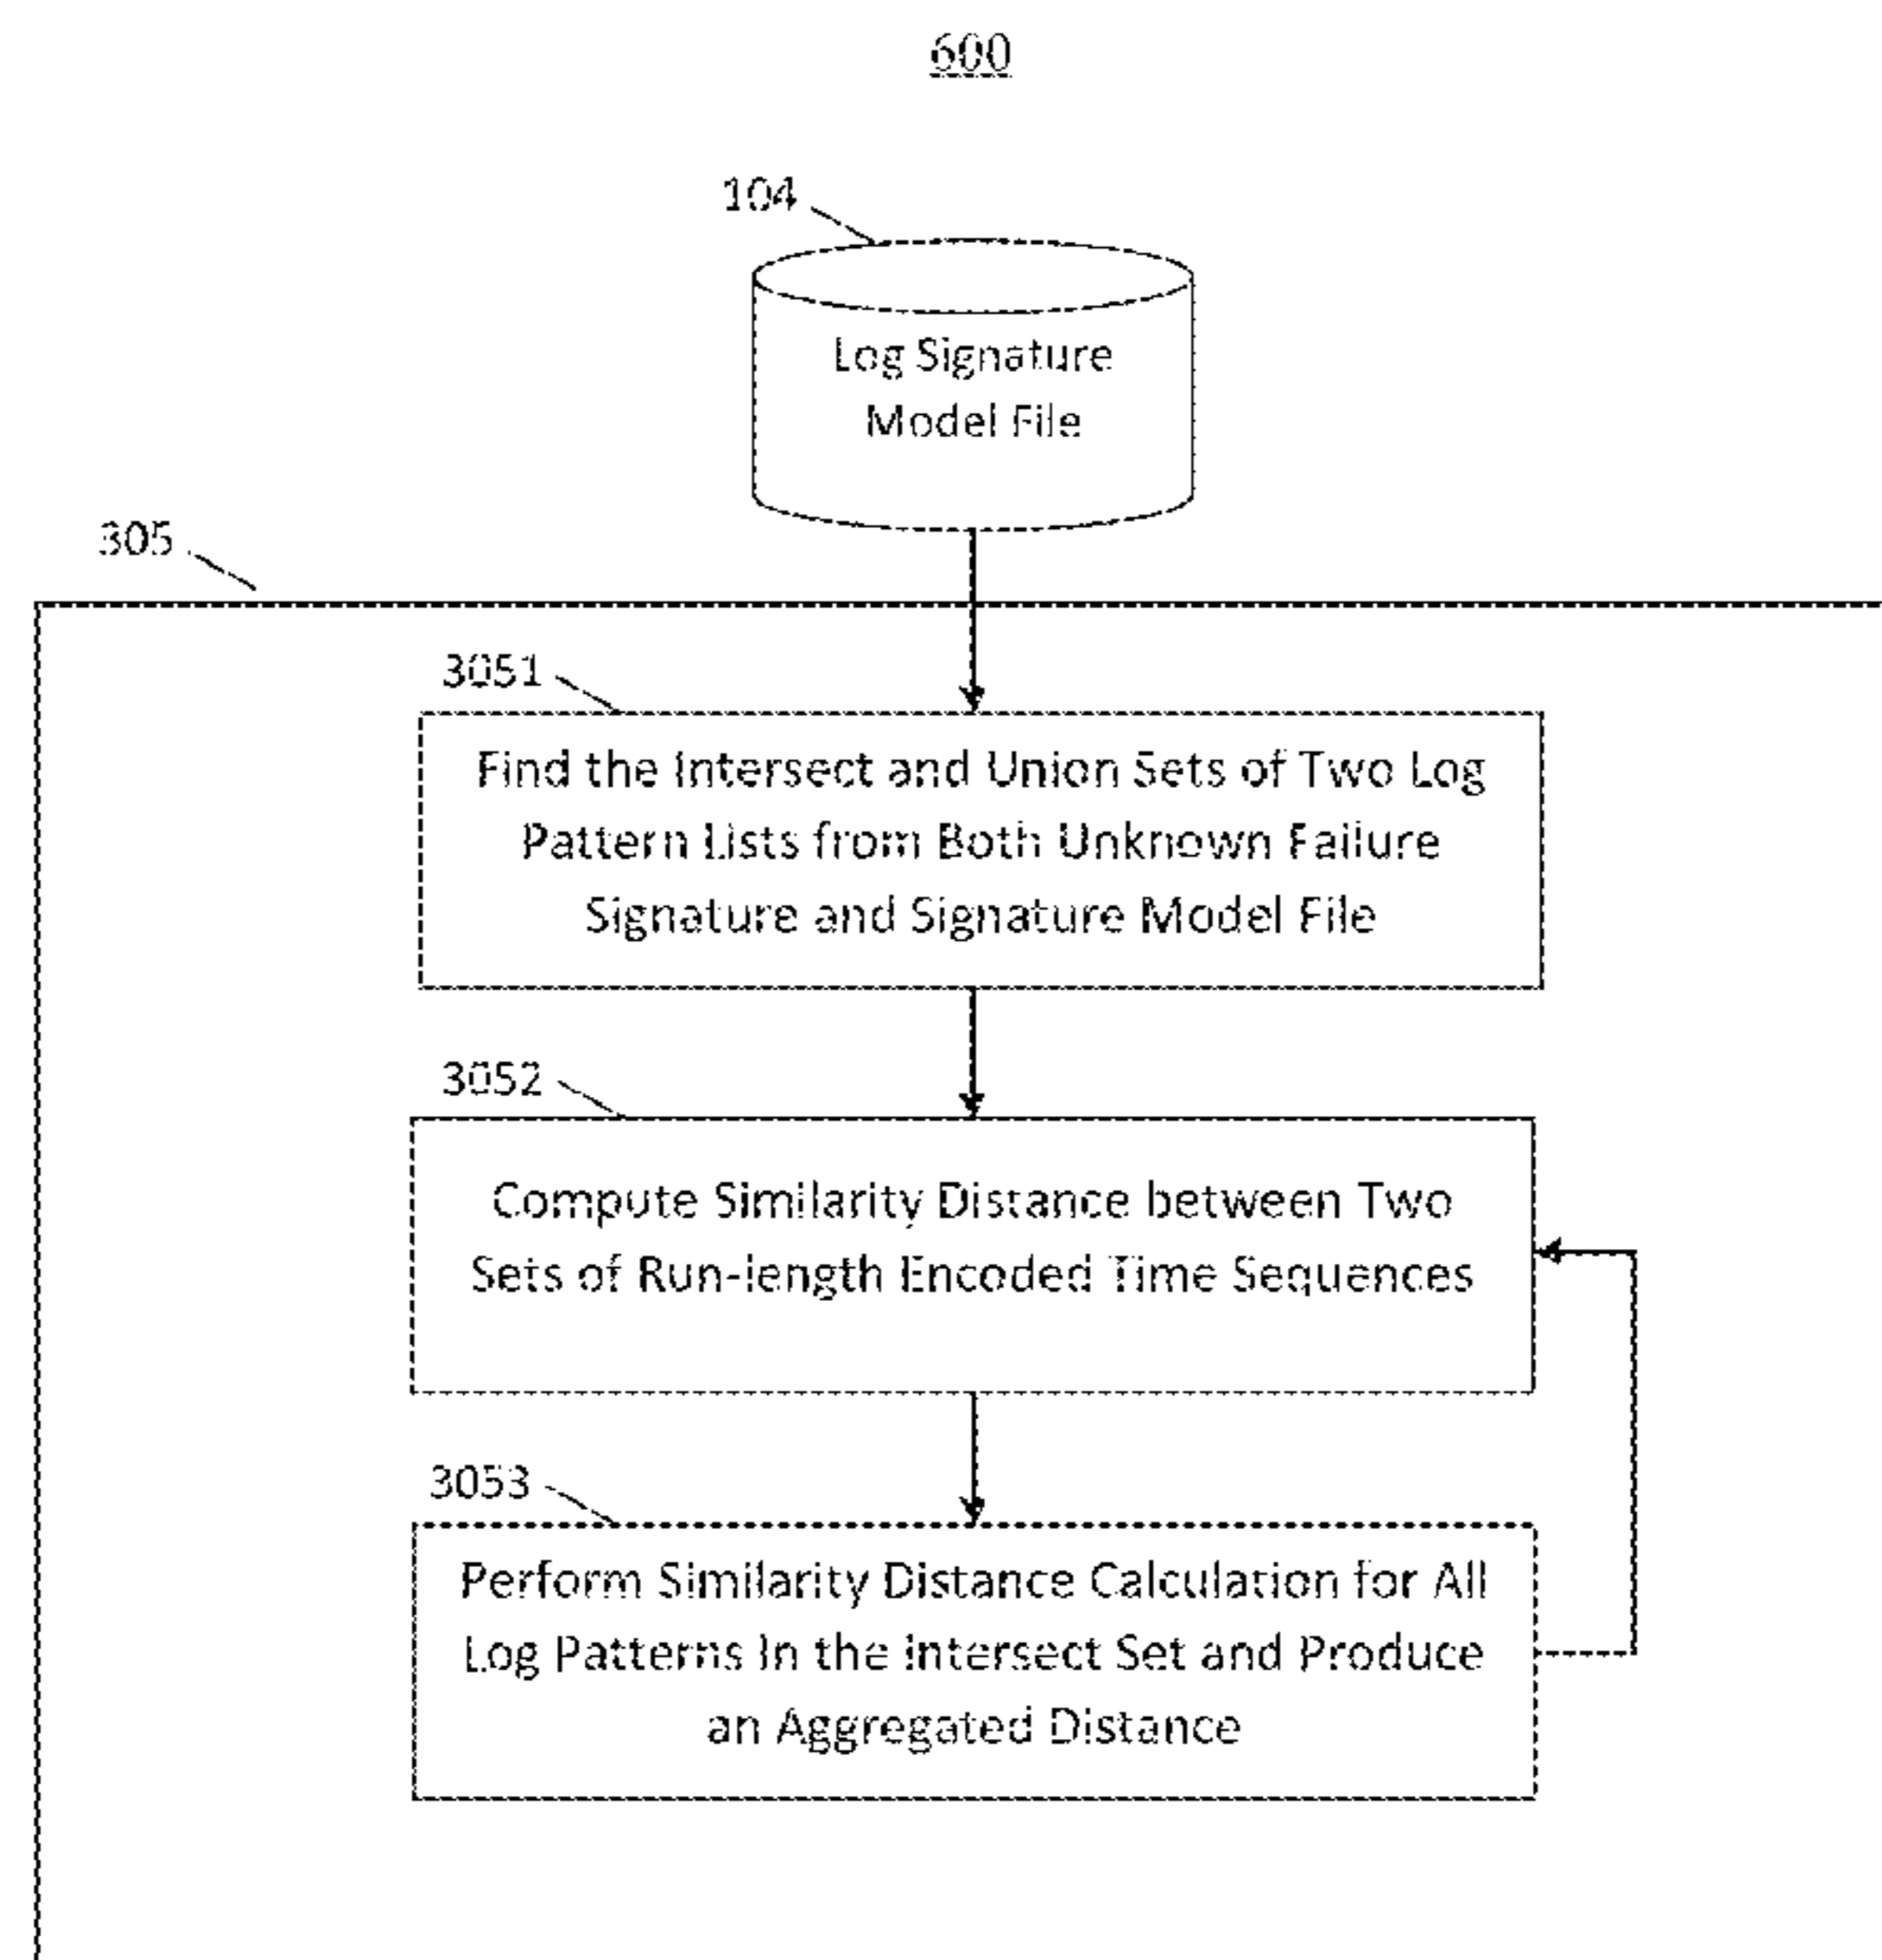 600
104
Log Signature
Model File
305
3051
Find the Intersect and Union Sets of Two Log
Pattern Lists from Both Unknown Failure
Signature and Signature Model File
3052
Compute Similarity Distance between Two
Sets of Run-length Encoded Time Sequences
3053
Perform Similarity Distance Calculation for All
Log Patterns In the Intersect Set and Produce
an Aggregated Distance